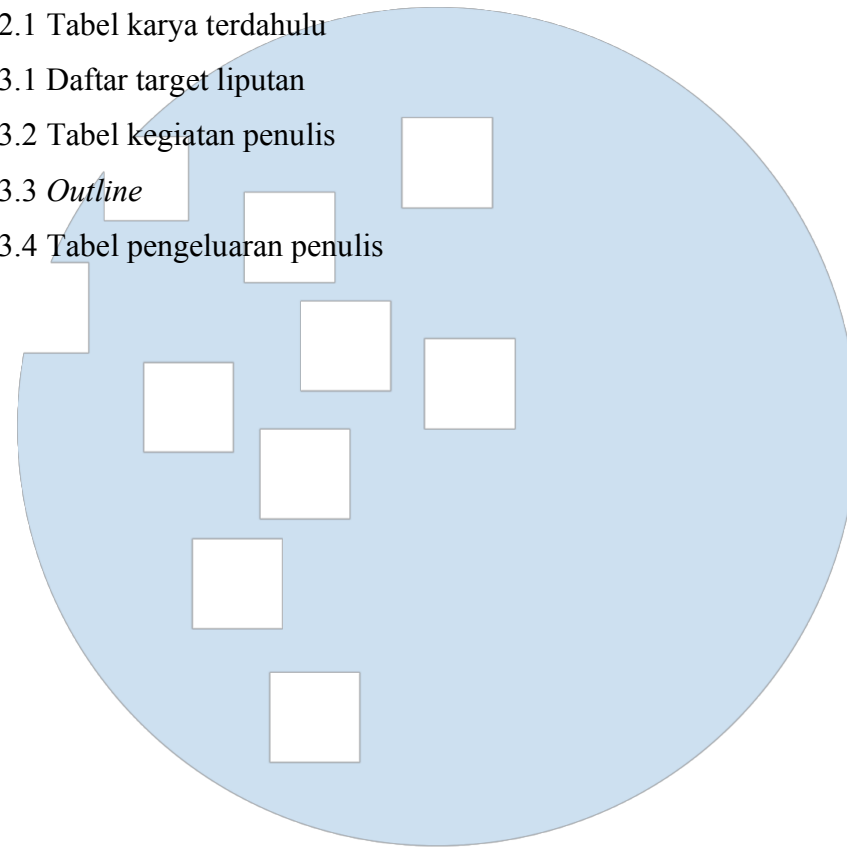 2.1 Tabel karya terdahulu
3.1 Daftar target liputan
3.2 Tabel kegiatan penulis
3.3 Outline
3.4 Tabel pengeluaran penulis